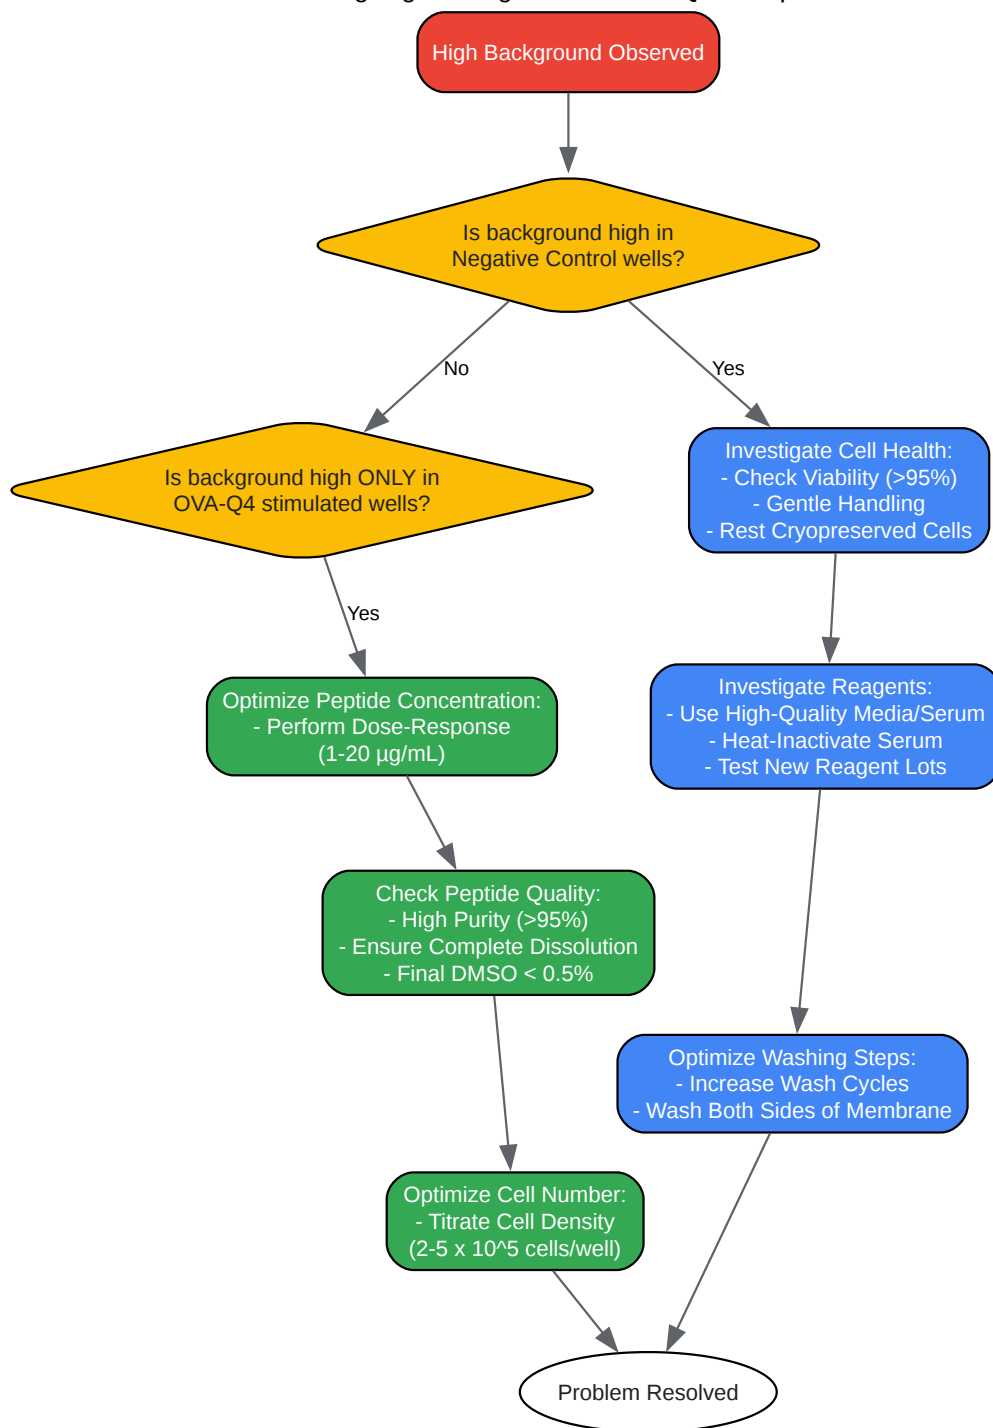 High Background Observed
Is background high in
Negative Control wells?
No
Yes
Is background high ONLY in
OVA-Q4 stimulated wells?
Investigate Cell Health:
- Check Viability (>95%)
- Gentle Handling
- Rest Cryopreserved Cells
Yes
Optimize Peptide Concentration:
- Perform Dose-Response
(1-20 µg/mL)
Investigate Reagents:
- Use High-Quality Media/Serum
- Heat-Inactivate Serum
- Test New Reagent Lots
Check Peptide Quality:
- High Purity (>95%)
- Ensure Complete Dissolution
- Final DMSO < 0.5%
Optimize Washing Steps:
- Increase Wash Cycles
- Wash Both Sides of Membrane
Optimize Cell Number:
- Titrate Cell Density
(2-5 x 10^5 cells/well)
Problem Resolved